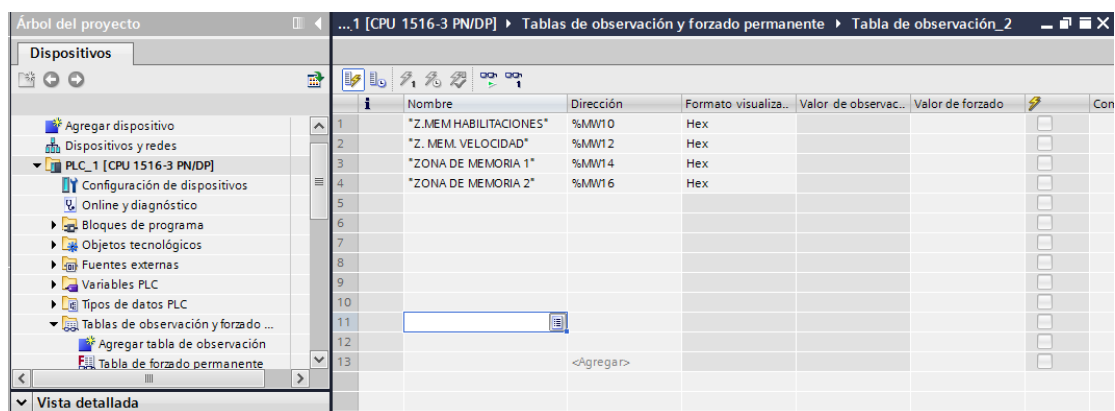 Árbol del proyecto
...1 [CPU 1516-3 PN/DP] Tablas de observación y forzado permanente Tabla de observación_2
Dispositivos
i Nombre Dirección Formato visualiza.. Valor de observac.. Valor de forzado Con
1 "Z.MEM HABILITACIONES" %MW10 Hex
2 "Z. MEM. VELOCIDAD" %MW12 Hex
3 "ZONA DE MEMORIA 1" %MW14 Hex
4 "ZONA DE MEMORIA 2" %MW16 Hex
5
6
7
8
9
10
11
12
13 <Agregar>
Agregar dispositivo
Dispositivos y redes
PLC_1 [CPU 1516-3 PN/DP]
Configuración de dispositivos
Online y diagnóstico
Bloques de programa
Objetos tecnológicos
Fuentes externas
Variables PLC
Tipos de datos PLC
Tablas de observación y forzado ...
Agregar tabla de observación
Tabla de forzado permanente
Vista detallada